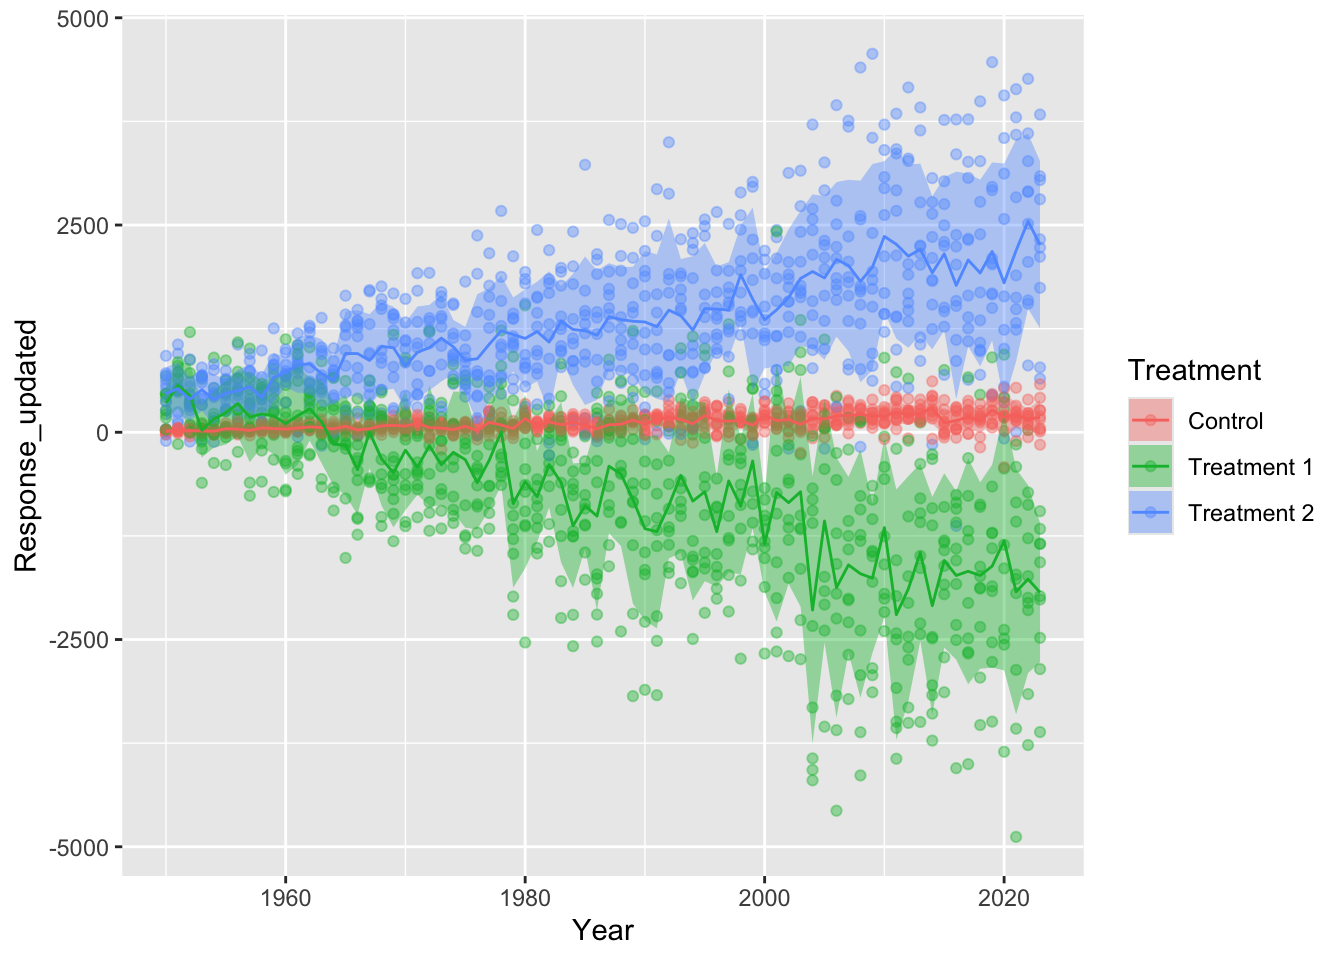 5000
2500
0
-2500
-5000
Response_updated
1960
1980
2000
2020
Year
Treatment
Control
Treatment 1
Treatment 2